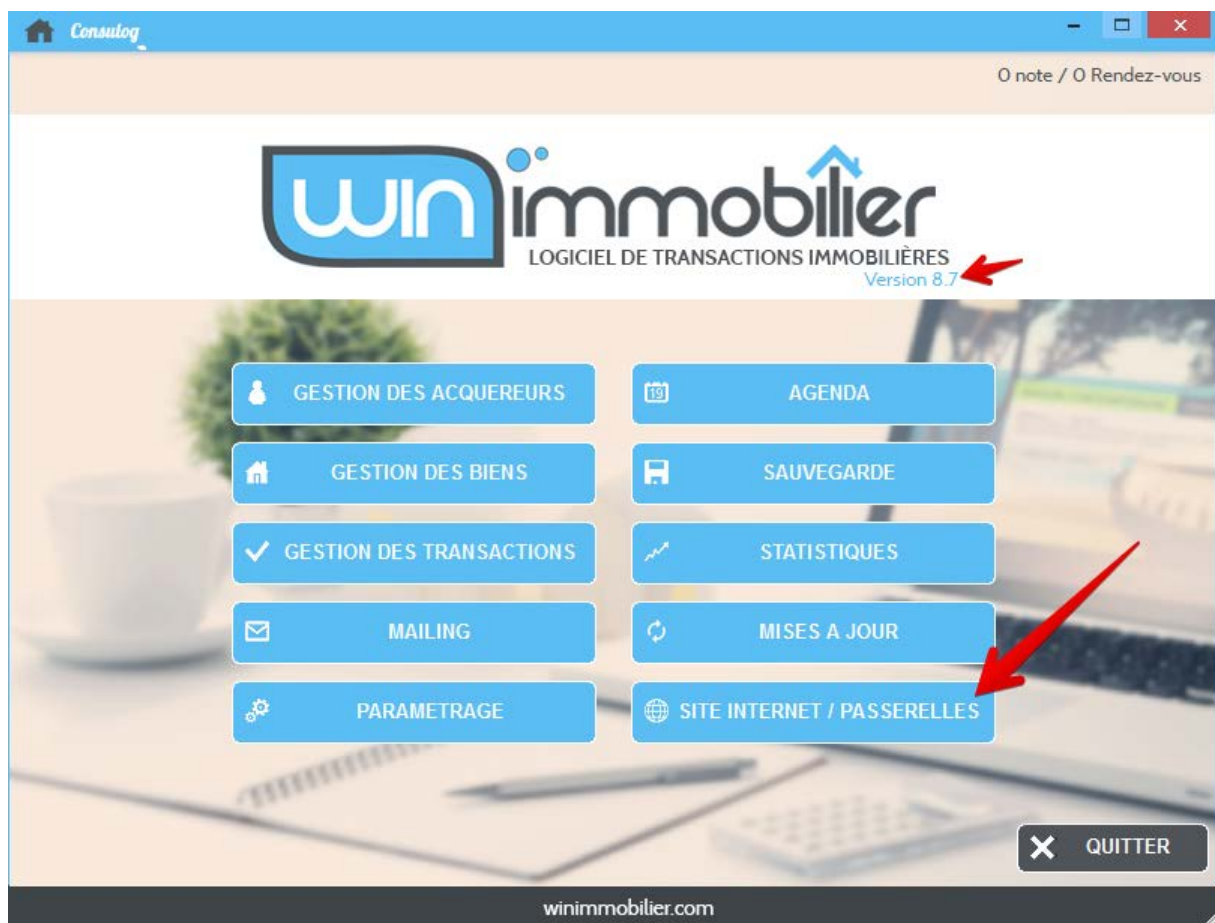 Consulog
0 note / 0 Rendez-vous
win immobilier
LOGICIEL DE TRANSACTIONS IMMOBILIÈRES
Version 8.7
GESTION DES ACQUEREURS
19
AGENDA
GESTION DES BIENS
SAUVEGARDE
GESTION DES TRANSACTIONS
STATISTIQUES
MAILING
MISES A JOUR
PARAMETRAGE
SITE INTERNET / PASSERELLES
QUITTER
winimmobilier.com